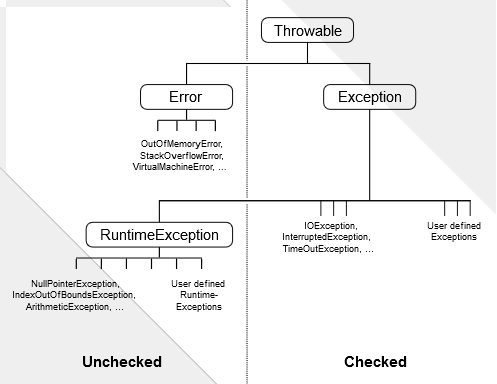 Throwable
Error
Exception
OutOfMemoryError,
StackOverflowError,
VirtualMachineError, ...
RuntimeException
IOException,
InterruptedException,
TimeOutException, ...
User defined
Exceptions
NullPointerException,
IndexOutOfBoundsException,
ArithmeticException, ...
User defined
Runtime-
Exceptions
Unchecked
Checked